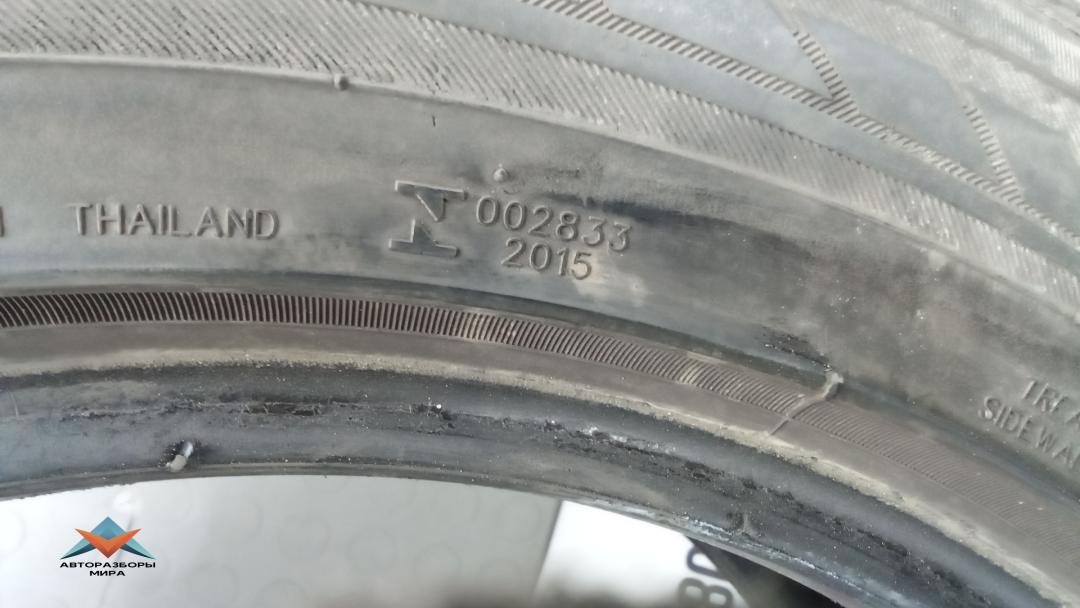 THAILAND
002833
2015
АВТОРАЗБОРЫ
МИРА